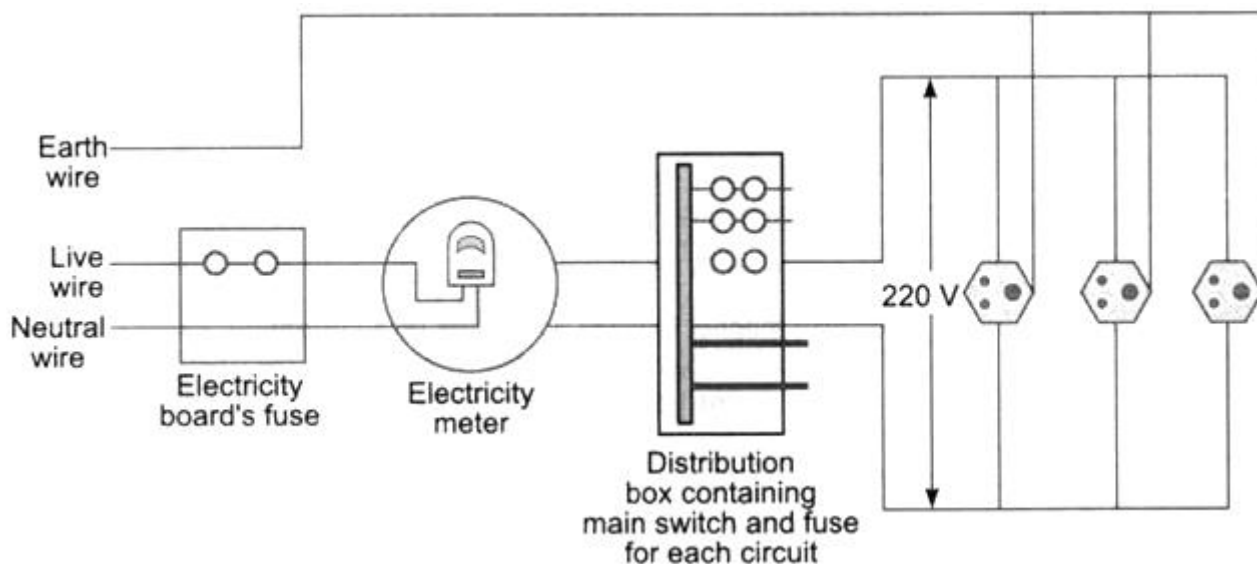 Earth
wire
Live
wire
Neutral
wire
Electricity
board's fuse
Electricity
meter
Distribution
box containing
main switch and fuse
for each circuit
220 V